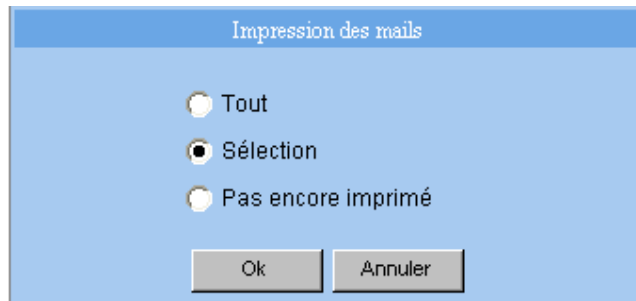 Impression des mails
Tout
Sélection
Pas encore imprimé
Ok Annuler